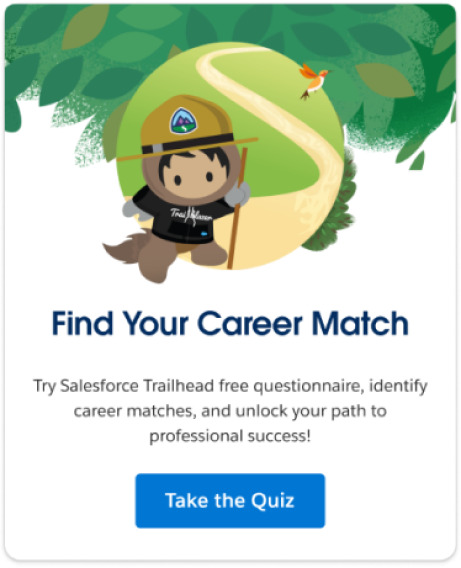 Trailblazer
Find Your Career Match
Try Salesforce Trailhead free questionnaire, identify
career matches, and unlock your path to
professional success!
Take the Quiz